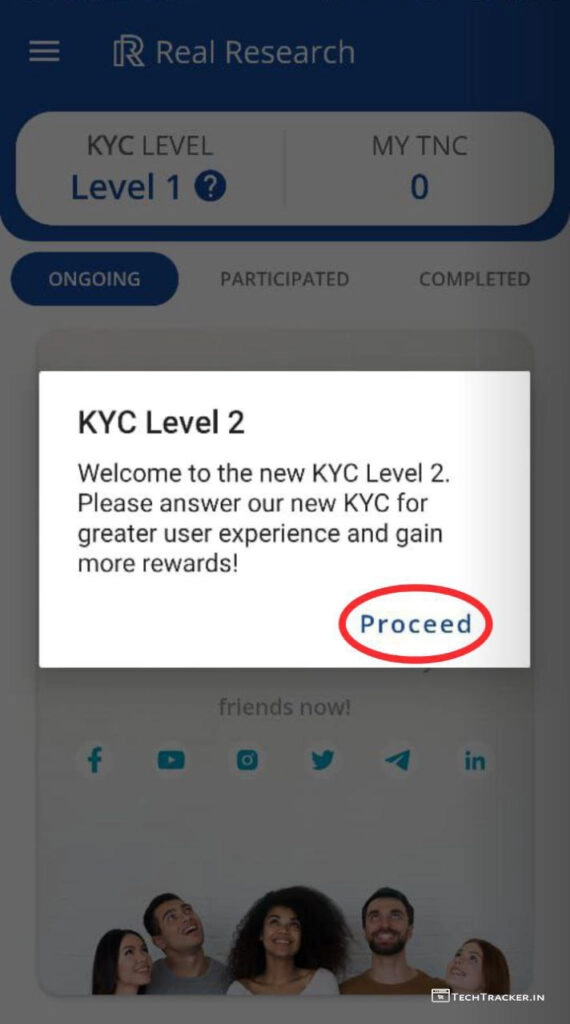 Real Research
KYC LEVEL
Level 1 ?
MY TNC
0
ONGOING
PARTICIPATED
COMPLETED
KYC Level 2
Welcome to the new KYC Level 2.
Please answer our new KYC for
greater user experience and gain
more rewards!
Proceed
friends now!
TECHTRACKER.IN